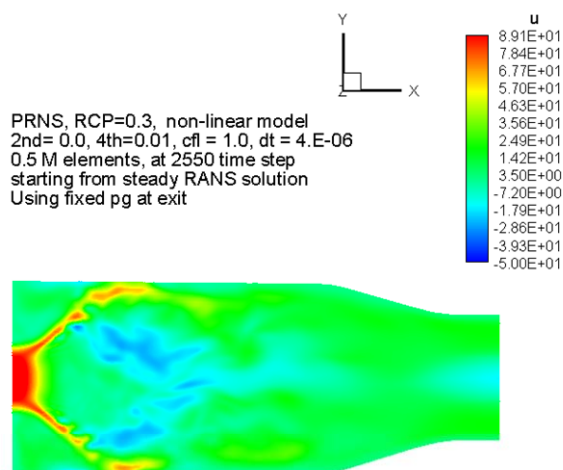 Y
Z X
PRNS, RCP=0.3, non-linear model
2nd= 0.0, 4th=0.01, cfl = 1.0, dt = 4.E-06
0.5 M elements, at 2550 time step
starting from steady RANS solution
Using fixed pg at exit
u
8.91E+01
7.84E+01
6.77E+01
5.70E+01
4.63E+01
3.56E+01
2.49E+01
1.42E+01
3.50E+00
-7.20E+00
-1.79E+01
-2.86E+01
-3.93E+01
-5.00E+01